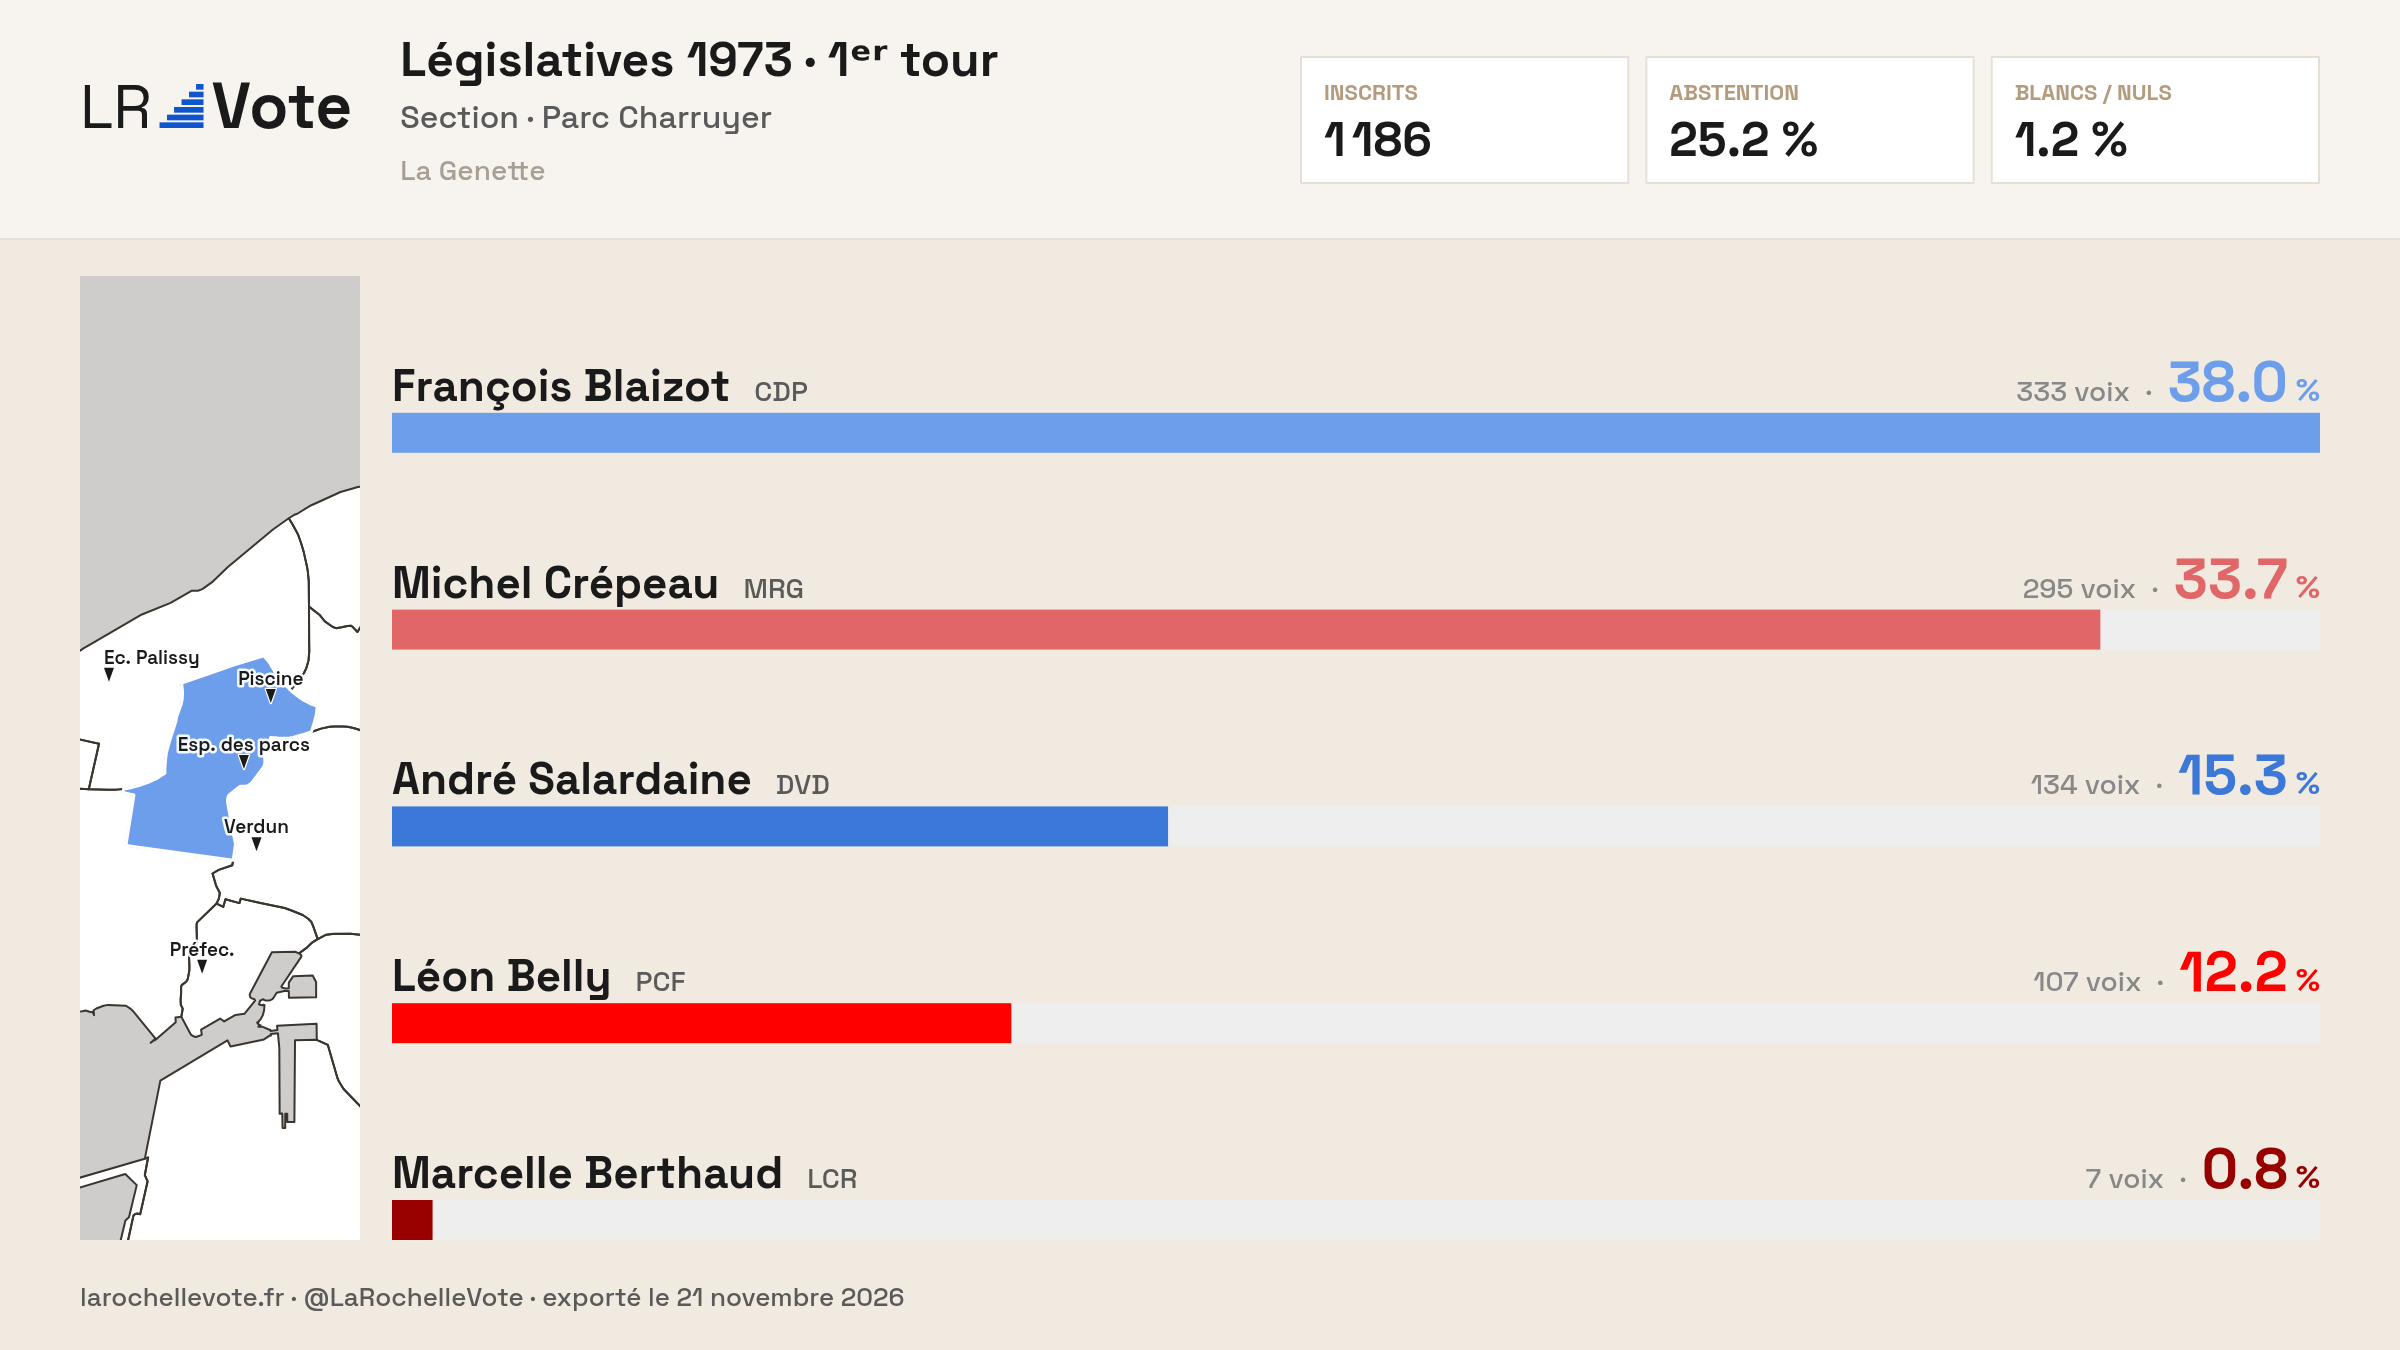 LR Vote
Législatives 1973 · 1er tour
Section · Parc Charruyer
La Genette
INSCRITS
1 186
ABSTENTION
25.2 %
BLANCS / NULS
1.2 %
Ec. Palissy
Piscine
Esp. des parcs
Verdun
Préfec.
François Blaizot CDP 333 voix · 38.0 %
Michel Crépeau MRG 295 voix · 33.7 %
André Salardaine DVD 134 voix · 15.3 %
Léon Belly PCF 107 voix · 12.2 %
Marcelle Berthaud LCR 7 voix · 0.8 %
larochellevote.fr · @LaRochelleVote · exporté le 21 novembre 2026